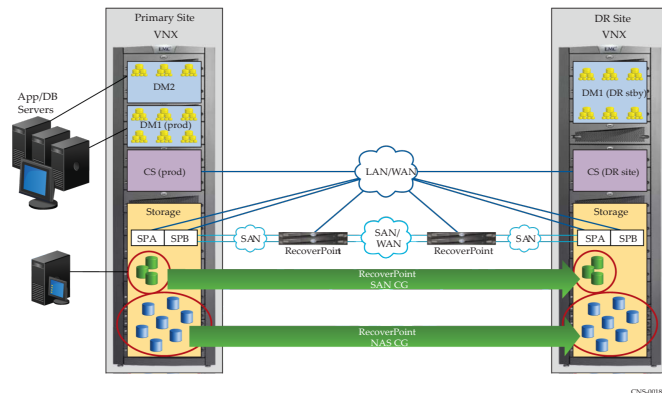 Primary Site
VNX
DR Site
VNX
EMC
EMC
App/DB
Servers
DM2
DM1 (prod)
DM1 (DR stby)
CS (prod)
LAN/WAN
CS (DR site)
Storage
Storage
SPA
SPB
SAN
RecoverPoint
SAN/
WAN
RecoverPoint
SAN
SPA
SPB
RecoverPoint
SAN CG
RecoverPoint
NAS CG
CNS-0018